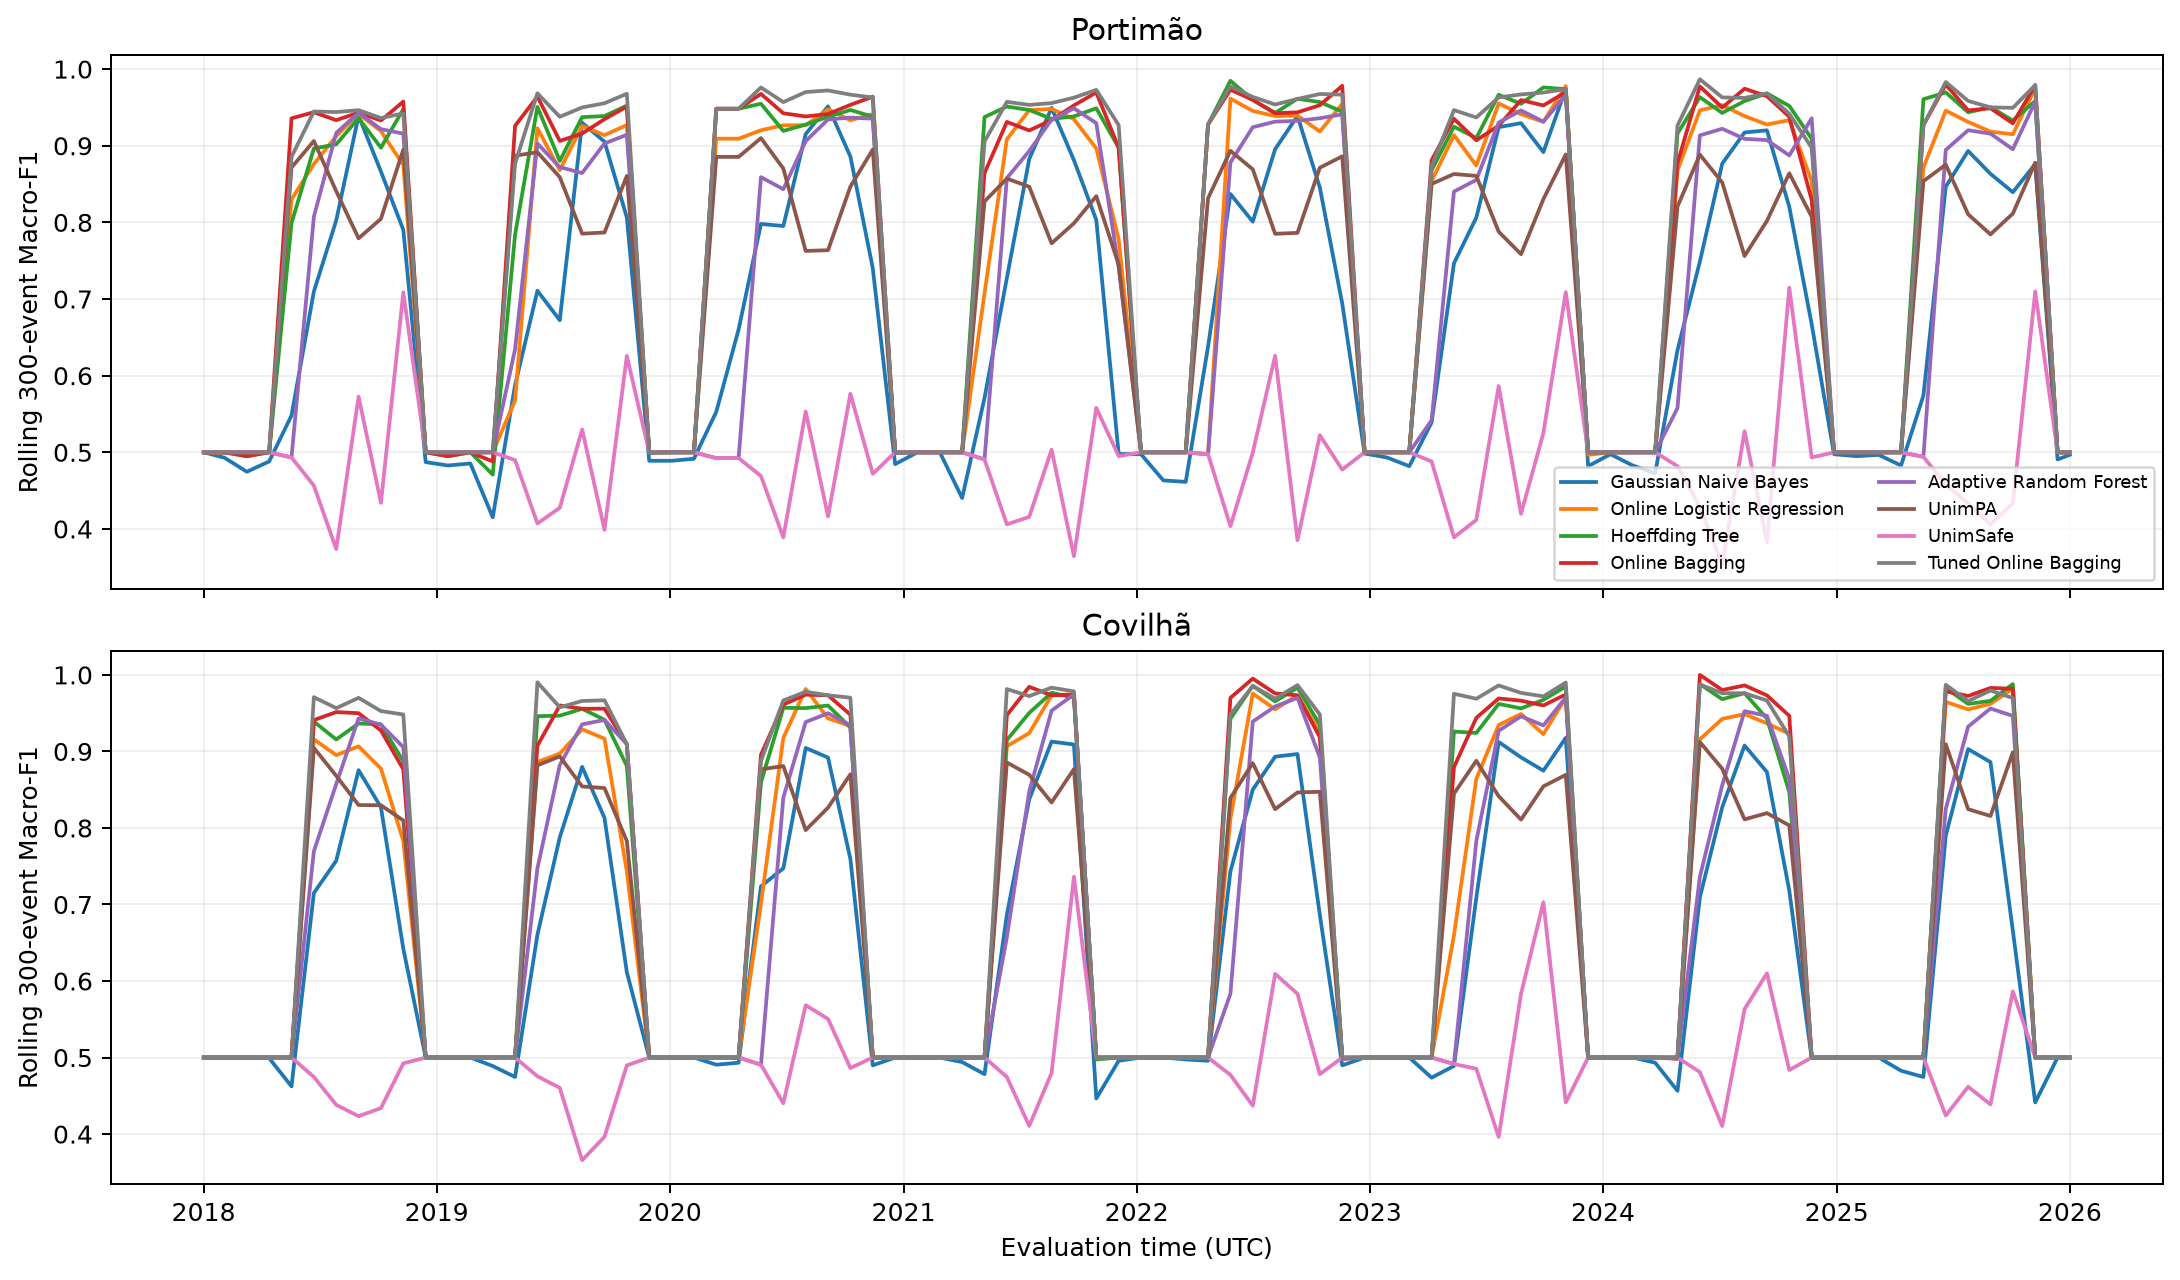 Portimão
Rolling 300-event Macro-F1
1.0
0.9
0.8
0.7
0.6
0.5
0.4
Gaussian Naive Bayes
Online Logistic Regression
Hoeffding Tree
Online Bagging
Adaptive Random Forest
UnimPA
UnimSafe
Tuned Online Bagging
Covilhã
Rolling 300-event Macro-F1
1.0
0.9
0.8
0.7
0.6
0.5
0.4
2018 2019 2020 2021 2022 2023 2024 2025 2026
Evaluation time (UTC)